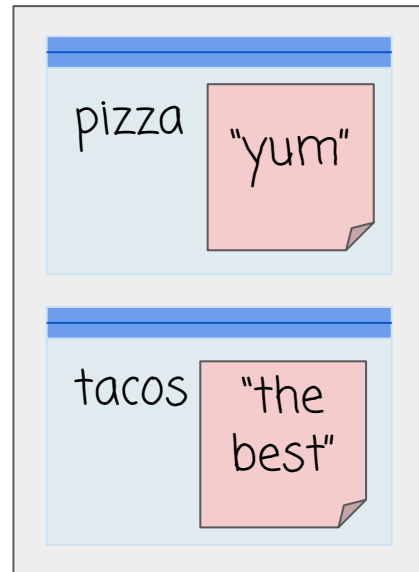 pizza
"yum"
tacos
"the
best"